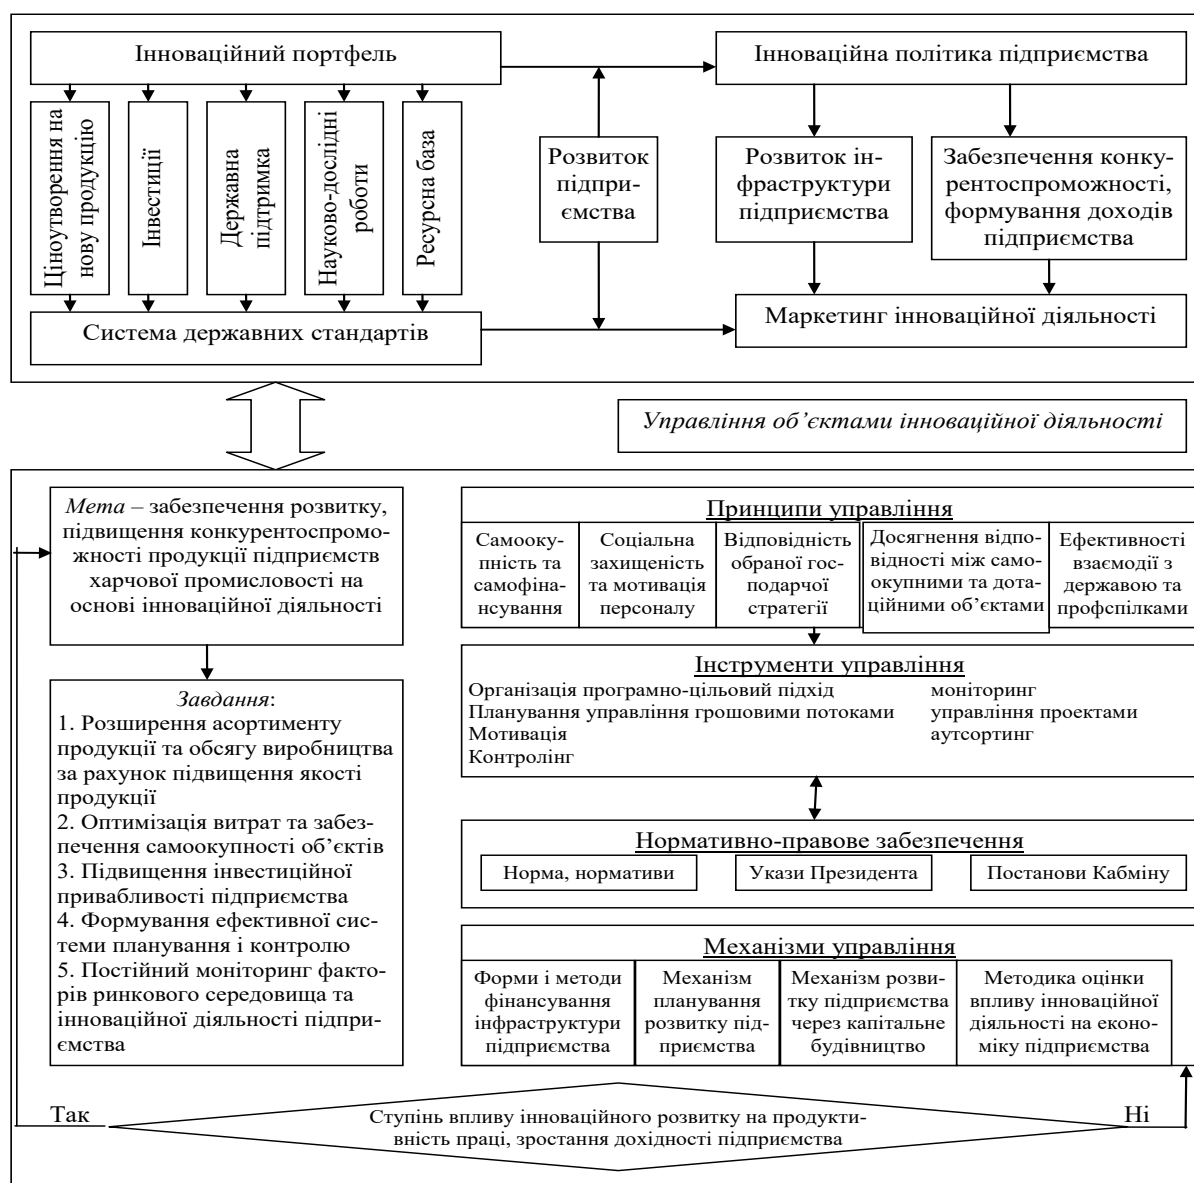 Інноваційний портфель
Інноваційна політика підприємства
Ціноутворення на
нову продукцію
Інвестиції
Державна
підтримка
Науково-дослідні
роботи
Ресурсна база
Розвиток
підпри-
ємства
Розвиток ін-
фраструктури
підприємства
Забезпечення конку-
рентоспроможності,
формування доходів
підприємства
Система державних стандартів
Маркетинг інноваційної діяльності
Управління об’єктами інноваційної діяльності
Мета – забезпечення розвитку,
підвищення конкурентоспромо-
жності продукції підприємств
харчової промисловості на
основі інноваційної діяльності
Завдання:
1. Розширення асортименту
продукції та обсягу виробництва
за рахунок підвищення якості
продукції
2. Оптимізація витрат та забез-
печення самоокупності об’єктів
3. Підвищення інвестиційної
привабливості підприємства
4. Формування ефективної сис-
теми планування і контролю
5. Постійний моніторинг факто-
рів ринкового середовища та
інноваційної діяльності підпри-
ємства
Принципи управління
Самооку-
пність та
самофіна-
нсування
Соціальна
захищеність
та мотивація
персоналу
Відповідність
обраної гос-
подарчої
стратегії
Досягнення відпо-
відності між само-
окупними та дота-
ційними об’єктами
Ефективності
взаємодії з
державою та
профспілками
Інструменти управління
Організація програмно-цільовий підхід моніторинг
Планування управління грошовими потоками управління проектами
Мотивація аутсортинг
Контролінг
Нормативно-правове забезпечення
Норма, нормативи
Укази Президента
Постанови Кабміну
Механізми управління
Форми і методи
фінансування
інфраструктури
підприємства
Механізм
планування
розвитку під-
приємства
Механізм розви-
тку підприємства
через капітальне
будівництво
Методика оцінки
впливу інноваційної
діяльності на еконо-
міку підприємства
Так
Ступінь впливу інноваційного розвитку на продукти-
вність праці, зростання дохідності підприємства
Ні